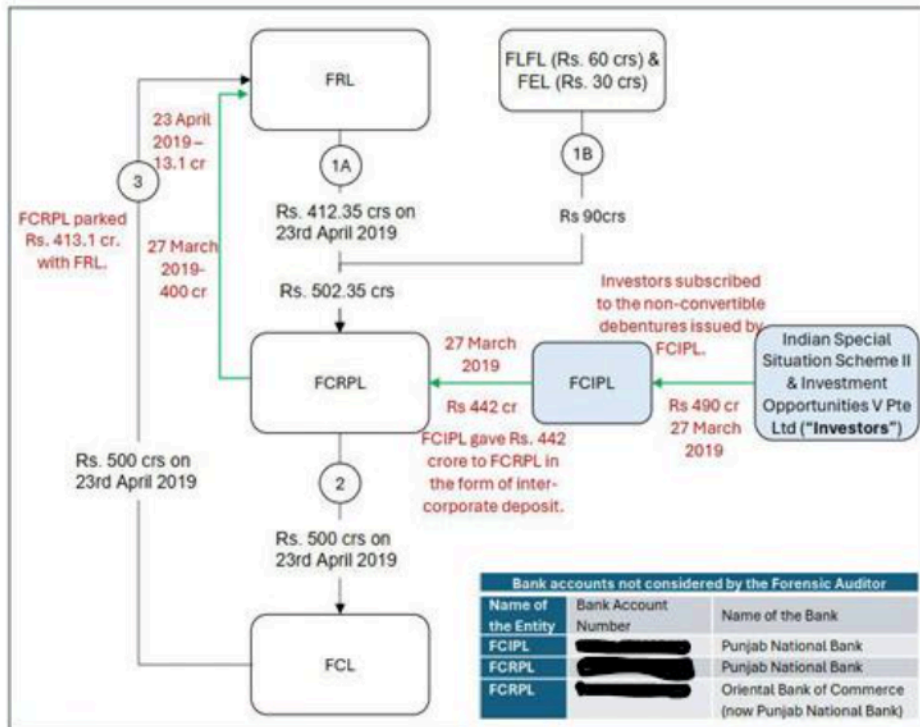 FRL
FLFL (Rs. 60 crs) &
FEL (Rs. 30 crs)
23 April
2019 –
13.1 cr
1A
1B
3
Rs. 412.35 crs on
23rd April 2019
Rs 90crs
FCRPL parked
Rs. 413.1 cr.
with FRL.
27 March
2019-
400 cr
Rs. 502.35 crs
Investors subscribed
to the non-convertible
debentures issued by
FCIPL.
FCRPL
27 March
2019
Rs 442 cr
FCIPL
Rs 490 cr
27 March
2019
Indian Special
Situation Scheme II
& Investment
Opportunities V Pte
Ltd ("Investors")
FCIPL gave Rs. 442
crore to FCRPL in
the form of inter-
corporate deposit.
Rs. 500 crs on
23rd April 2019
2
Rs. 500 crs on
23rd April 2019
FCL
Bank accounts not considered by the Forensic Auditor
Name of the Entity Bank Account Number Name of the Bank
FCIPL Punjab National Bank
FCRPL Punjab National Bank
FCRPL Oriental Bank of Commerce
(now Punjab National Bank)